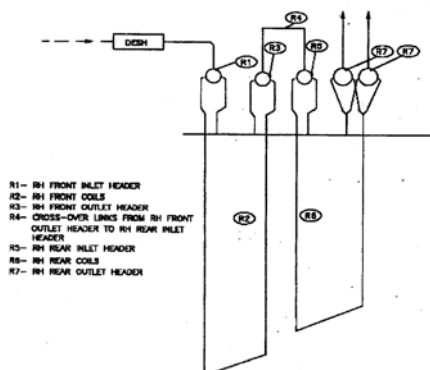 R4
DESH
R1
R3
R5
R7
R7
R1- RH FRONT INLET HEADER
R2- RH FRONT COILS
R3- RH FRONT OUTLET HEADER
R4- CROSS-OVER LINKS FROM RH FRONT
OUTLET HEADER TO RH REAR INLET
HEADER
R5- RH REAR INLET HEADER
R6- RH REAR COILS
R7- RH REAR OUTLET HEADER
R2
R6